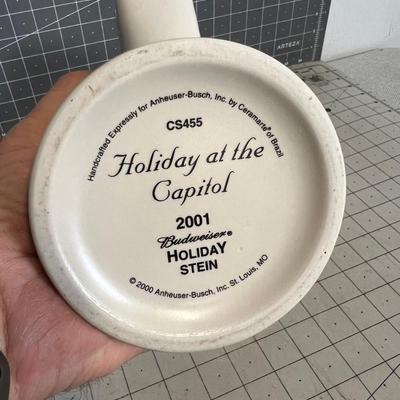 ARTEZA
Handcrafted Expressly for Anheuser-Busch, Inc. by Ceramarte® of Brazil
CS455
Holiday at the
Capitol
2001
Budweiser®
HOLIDAY
STEIN
© 2000 Anheuser-Busch, Inc. St. Louis, MO